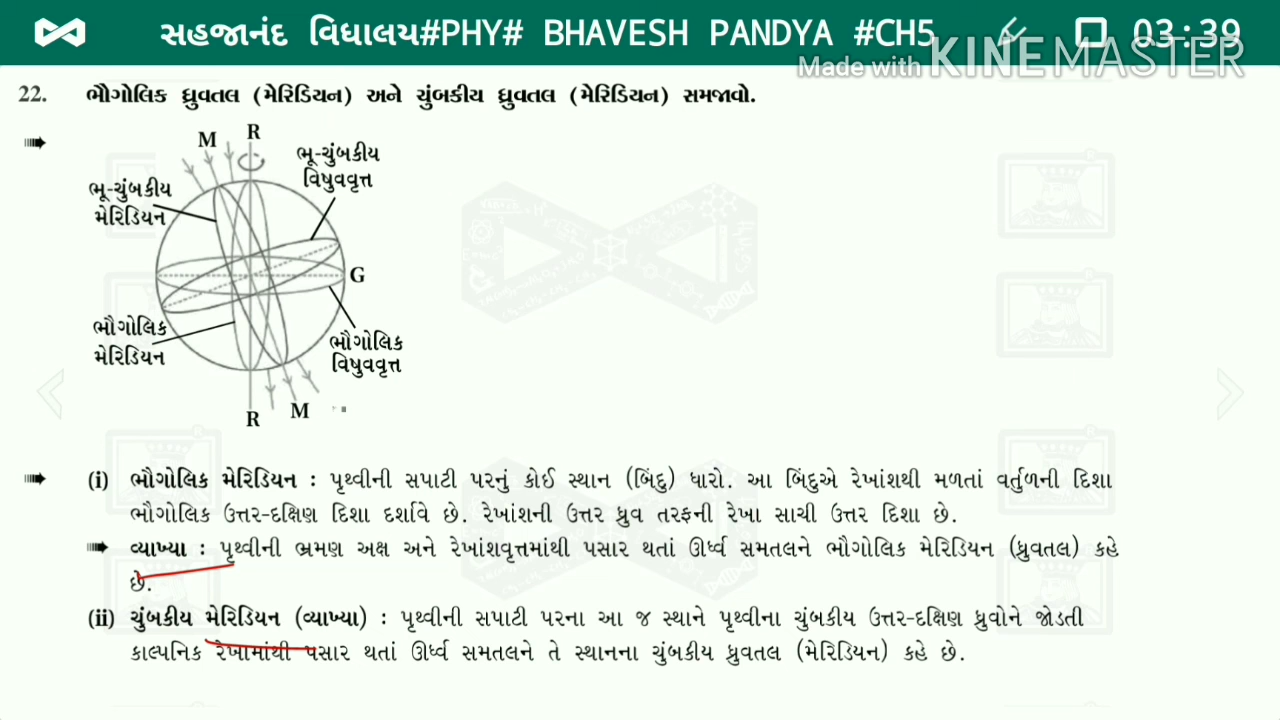 સહજાનંદ વિધાલય#PHY# BHAVESH PANDYA #CH5
03:39
Made with KINEMASTER
22. ભૌગોલિક ધ્રુવતલ (મેરિડિયન) અને ચુંબકીય ધ્રુવતલ (મેરિડિયન) સમજાવો.
M R
ભૂ-ચુંબકીય
વિષુવવૃત્ત
ભૂ-ચુંબકીય
મેરિડિયન
G
ભૌગોલિક
મેરિડિયન
ભૌગોલિક
વિષુવવૃત્ત
R M
(i) ભૌગોલિક મેરિડિયન : પૃથ્વીની સપાટી પરનું કોઈ સ્થાન (બિંદુ) ધારો. આ બિંદુએ રેખાંશથી મળતાં વર્તુળની દિશા
ભૌગોલિક ઉત્તર-દક્ષિણ દિશા દર્શાવે છે. રેખાંશની ઉત્તર ધ્રુવ તરફની રેખા સાચી ઉત્તર દિશા છે.
વ્યાખ્યા : પૃથ્વીની ભ્રમણ અક્ષ અને રેખાંશવૃત્તમાંથી પસાર થતાં ઊર્ધ્વ સમતલને ભૌગોલિક મેરિડિયન (ધ્રુવતલ) કહે
છે.
(ii) ચુંબકીય મેરિડિયન (વ્યાખ્યા) : પૃથ્વીની સપાટી પરના આ જ સ્થાને પૃથ્વીના ચુંબકીય ઉત્તર-દક્ષિણ ધ્રુવોને જોડતી
કાલ્પનિક રેખામાંથી પસાર થતાં ઊર્ધ્વ સમતલને તે સ્થાનના ચુંબકીય ધ્રુવતલ (મેરિડિયન) કહે છે.